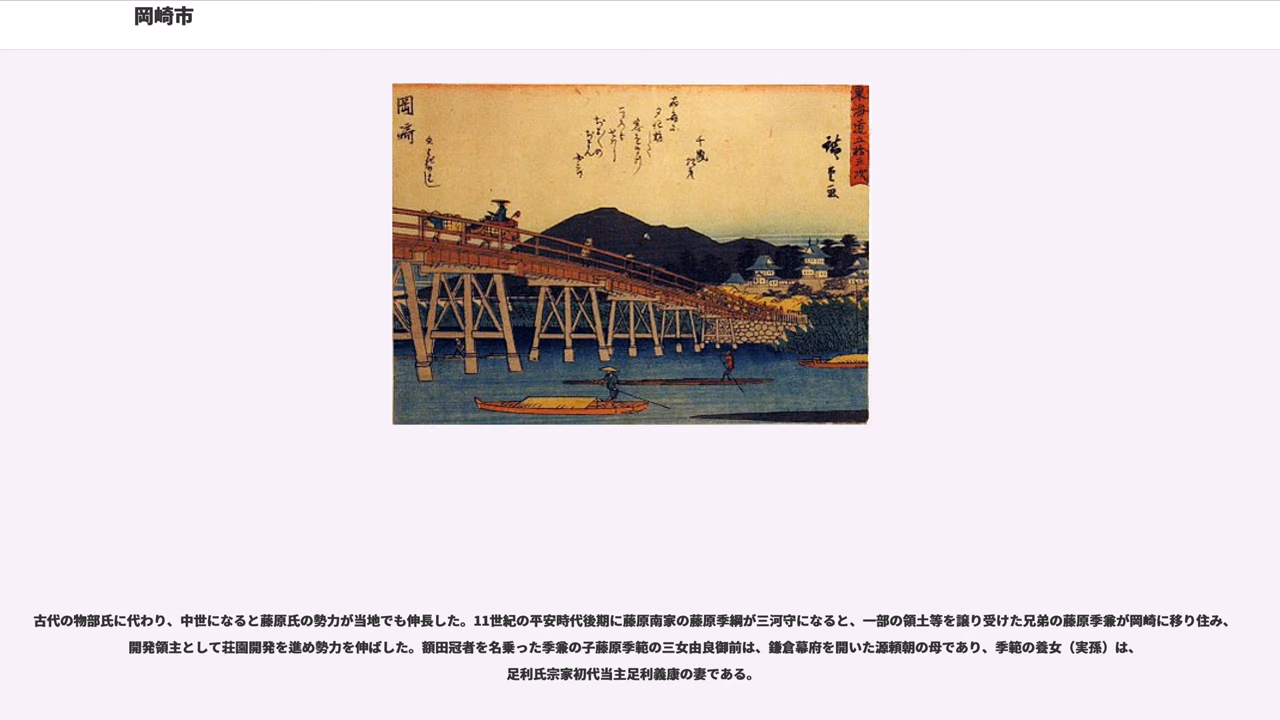 岡崎市
岡崎
東海道五拾三次
廣重画
古代の物部氏に代わり、中世になると藤原氏の勢力が当地でも伸長した。11世紀の平安時代後期に藤原南家の藤原季綱が三河守になると、一部の領土等を譲り受けた兄弟の藤原季兼が岡崎に移り住み、
開発領主として荘園開発を進め勢力を伸ばした。額田冠者を名乗った季兼の子藤原季範の三女由良御前は、鎌倉幕府を開いた源頼朝の母であり、季範の養女（実孫）は、
足利氏宗家初代当主足利義康の妻である。